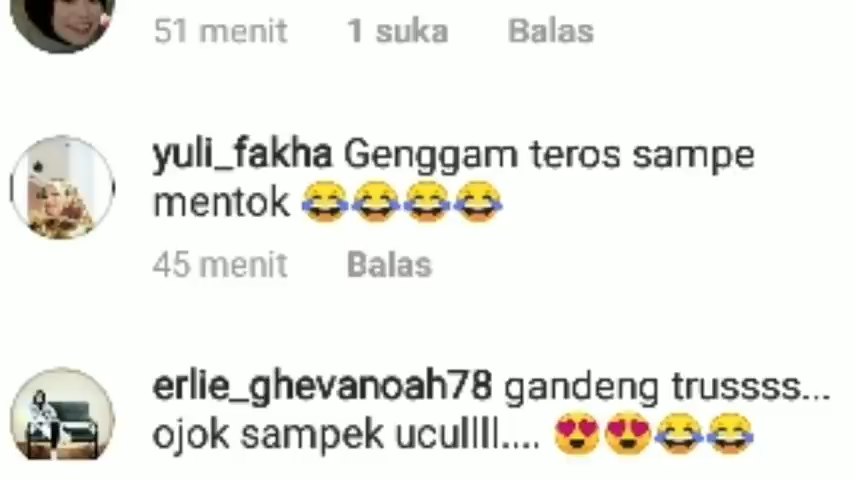 51 menit 1 suka Balas
yuli_fakha Genggam teros sampe
mentok 😂😂😂😂
45 menit Balas
erlie_ghevanoah78 gandeng trussss...
ojok sampek ucullll.... 😍😍😂😂